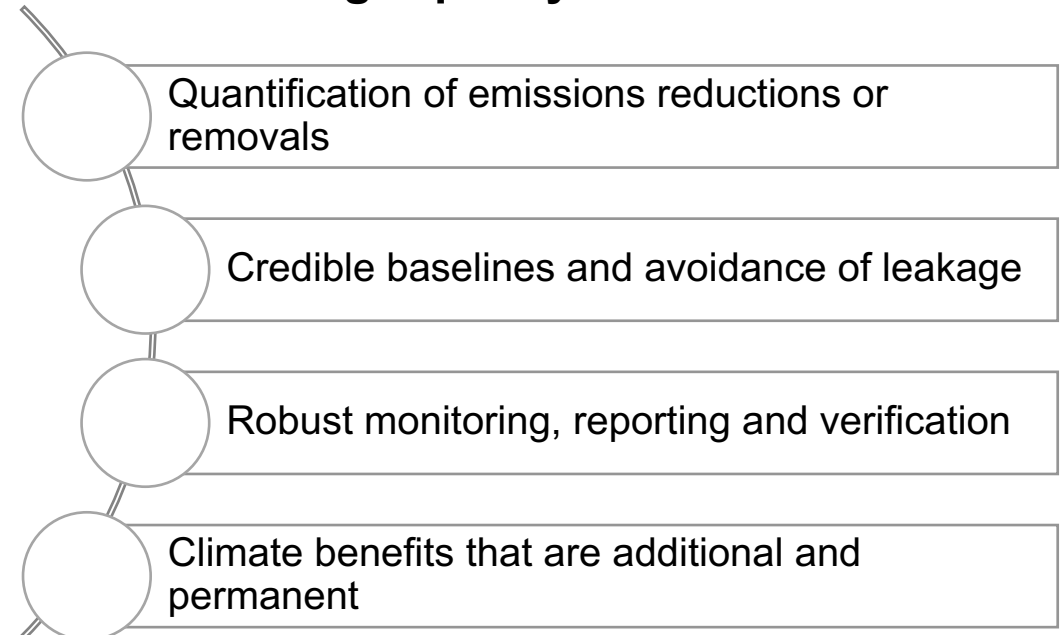 Quantification of emissions reductions or
removals
Credible baselines and avoidance of leakage
Robust monitoring, reporting and verification
Climate benefits that are additional and
permanent